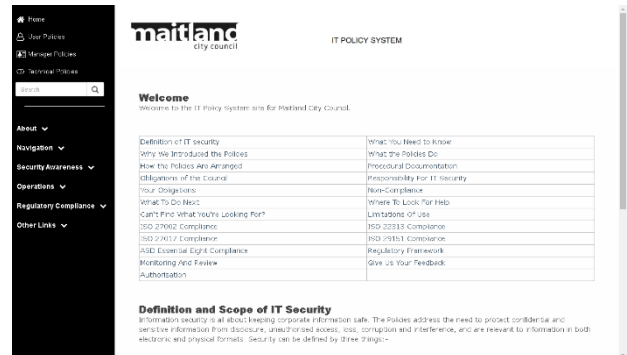 Home
User Policies
Manager Policies
Technical Policies
Search
About
Navigation
Security Awareness
Operations
Regulatory Compliance
Other Links
maitland
city council
IT POLICY SYSTEM
Welcome
Welcome to the IT Policy System site for Maitland City Council.
Definition of IT security What You Need to Know
Why We Introduced the Policies What the Policies Do
How the Policies Are Arranged Procedural Documentation
Obligations of the Council Responsibility For IT Security
Your Obligations Non-Compliance
What To Do Next Where To Look For Help
Can't Find What You're Looking For? Limitations Of Use
ISO 27002 Compliance ISO 22313 Compliance
ISO 27017 Compliance ISO 29151 Compliance
ASD Essential Eight Compliance Regulatory Framework
Monitoring And Review Give Us Your Feedback
Authorisation
Definition and Scope of IT Security
Information security is all about keeping corporate information safe. The Policies address the need to protect confidential and
sensitive information from disclosure, unauthorised access, loss, corruption and interference, and are relevant to information in both
electronic and physical formats. Security can be defined by three things:-